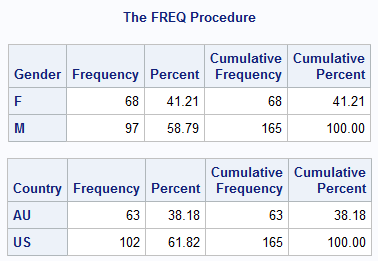 The FREQ Procedure
Gender Frequency Percent Cumulative Frequency Cumulative Percent
F 68 41.21 68 41.21
M 97 58.79 165 100.00
Country Frequency Percent Cumulative Frequency Cumulative Percent
AU 63 38.18 63 38.18
US 102 61.82 165 100.00